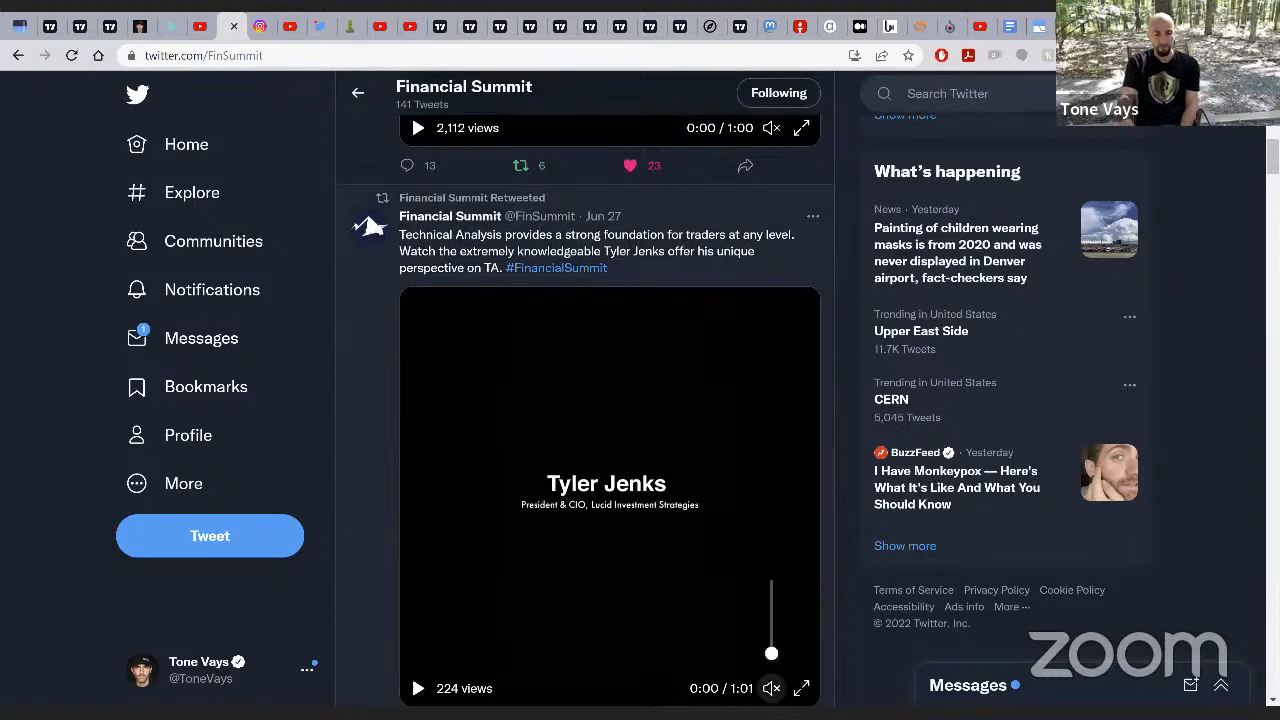 twitter.com/FinSummit
Tone Vays
Home
Explore
Communities
Notifications
1
Messages
Bookmarks
Profile
More
Tweet
Tone Vays
@ToneVays
Financial Summit
141 Tweets
Following
2,112 views
0:00 / 1:00
13
6
23
Financial Summit Retweeted
Financial Summit @FinSummit · Jun 27
Technical Analysis provides a strong foundation for traders at any level.
Watch the extremely knowledgeable Tyler Jenks offer his unique
perspective on TA. #FinancialSummit
Tyler Jenks
President & CIO, Lucid Investment Strategies
224 views
0:00 / 1:01
Search Twitter
Show more
What's happening
News · Yesterday
Painting of children wearing
masks is from 2020 and was
never displayed in Denver
airport, fact-checkers say
Trending in United States
Upper East Side
11.7K Tweets
Trending in United States
CERN
5,045 Tweets
BuzzFeed · Yesterday
I Have Monkeypox — Here's
What It's Like And What You
Should Know
Show more
Terms of Service Privacy Policy Cookie Policy
Accessibility Ads info More ···
© 2022 Twitter, Inc.
zoom
Messages